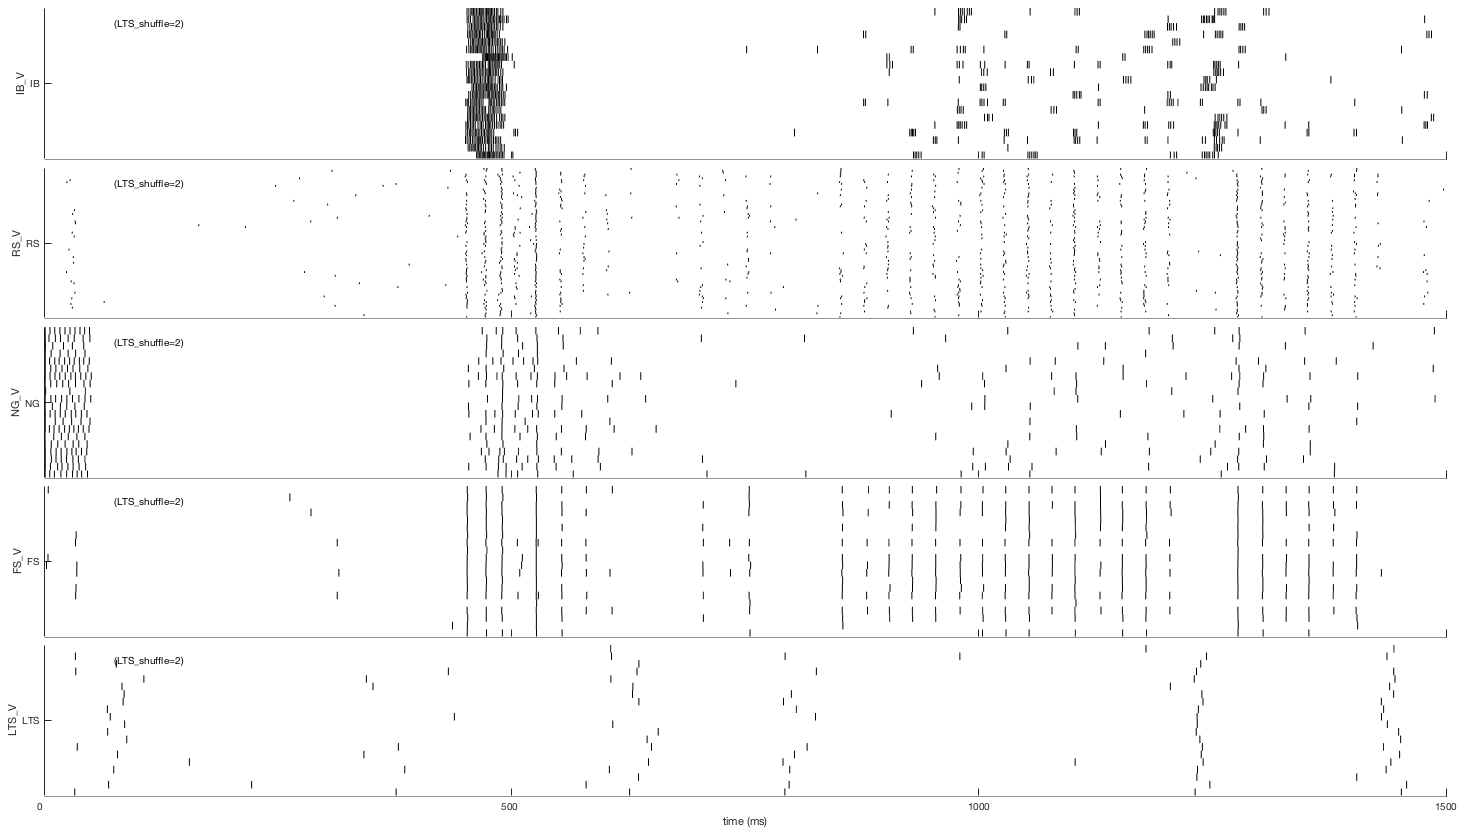 (LTS_shuffle=2)
IB_V
IB
(LTS_shuffle=2)
RS_V
RS
(LTS_shuffle=2)
NG_V
NG
(LTS_shuffle=2)
FS_V
FS
(LTS_shuffle=2)
LTS_V
LTS
0 500 1000 1500
time (ms)